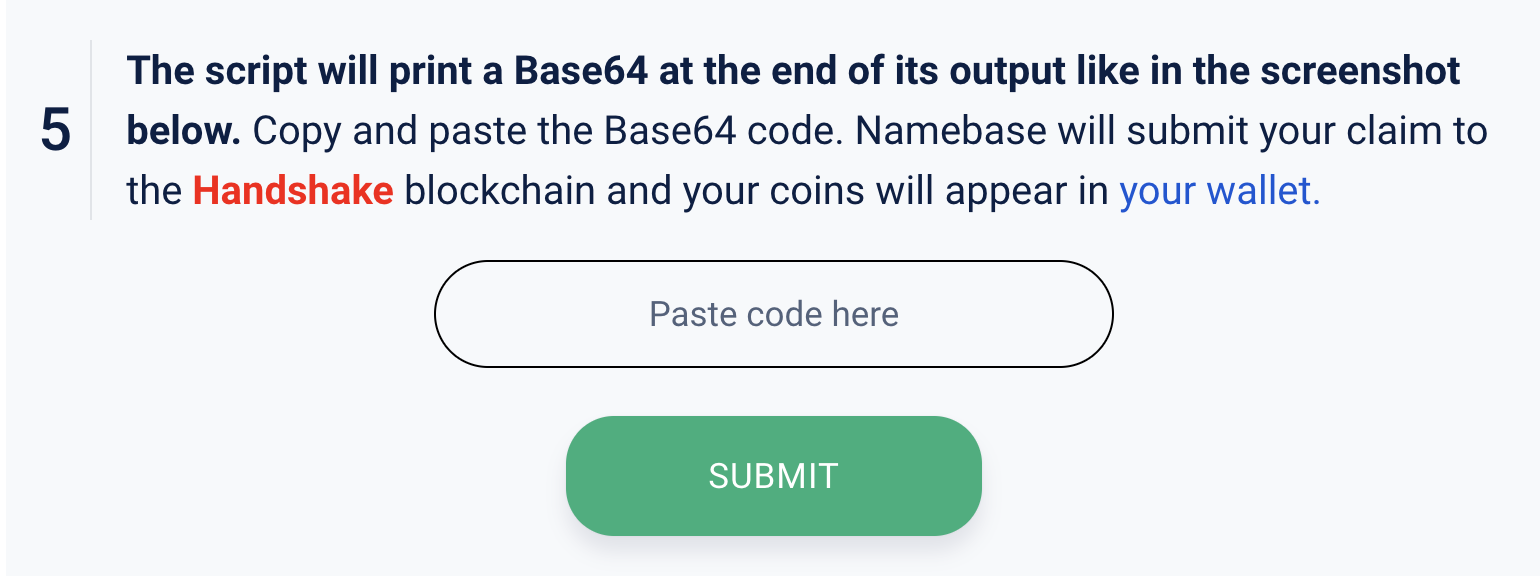 5
The script will print a Base64 at the end of its output like in the screenshot
below. Copy and paste the Base64 code. Namebase will submit your claim to
the Handshake blockchain and your coins will appear in your wallet.
Paste code here
SUBMIT